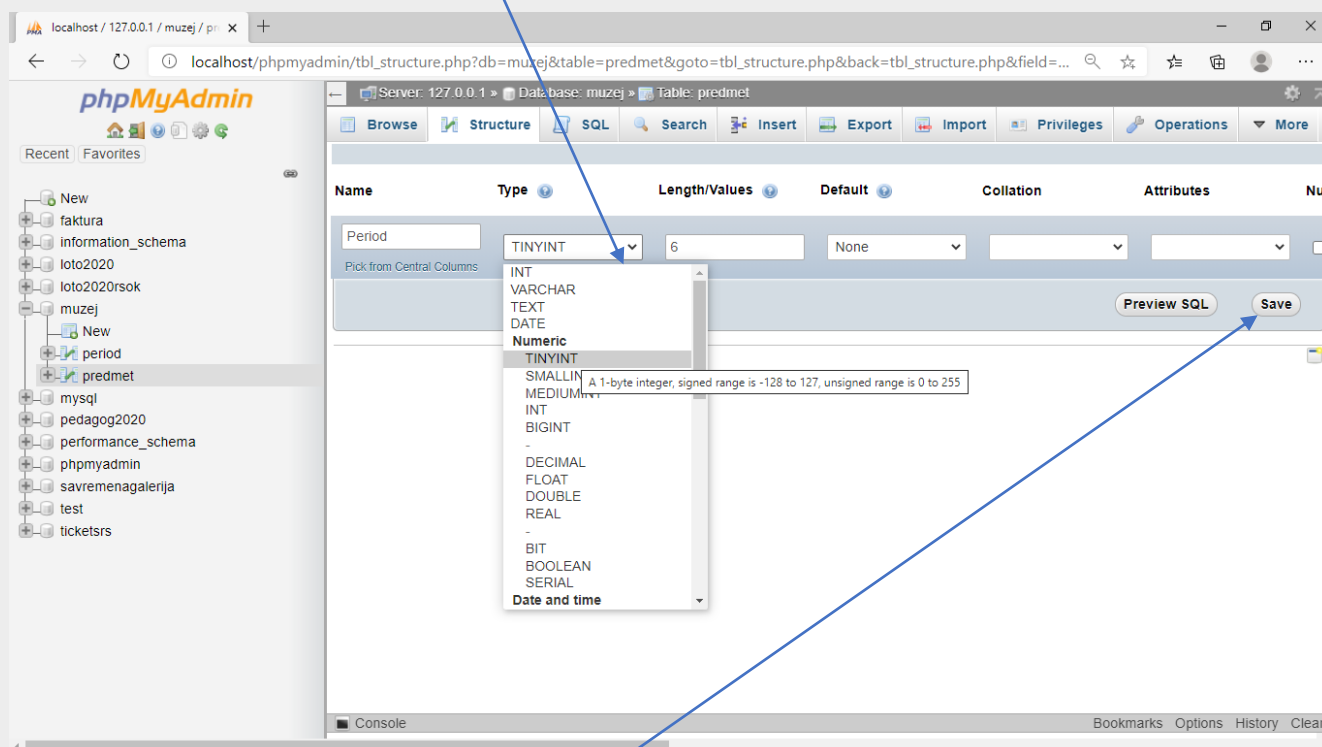 localhost / 127.0.0.1 / muzej / pr
localhost/phpmyadmin/tbl_structure.php?db=muzej&table=predmet&goto=tbl_structure.php&back=tbl_structure.php&field=...
phpMyAdmin
Recent Favorites
New
faktura
information_schema
loto2020
loto2020rsok
muzej
New
period
predmet
mysql
pedagog2020
performance_schema
phpmyadmin
savremenagalerija
test
ticketsrs
Server: 127.0.0.1 » Database: muzej » Table: predmet
Browse Structure SQL Search Insert Export Import Privileges Operations More
Name Type Length/Values Default Collation Attributes Nu
Period TINYINT 6 None
Pick from Central Columns
INT
VARCHAR
TEXT
DATE
Numeric
TINYINT
SMALLIN
A 1-byte integer, signed range is -128 to 127, unsigned range is 0 to 255
MEDIUMINT
INT
BIGINT
-
DECIMAL
FLOAT
DOUBLE
REAL
-
BIT
BOOLEAN
SERIAL
Date and time
Preview SQL Save
Console Bookmarks Options History Clear